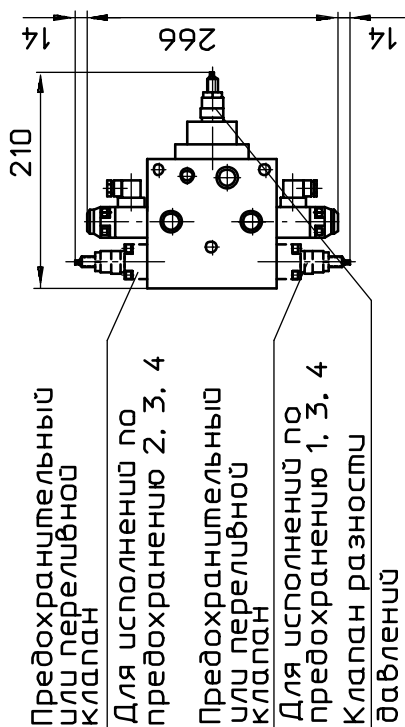 14
266
14
210
Предохранительный
или переливной
клапан
Для исполнений по
предохранению 2, 3, 4
Предохранительный
или переливной
клапан
Для исполнений по
предохранению 1, 3, 4
Клапан разности
давлений